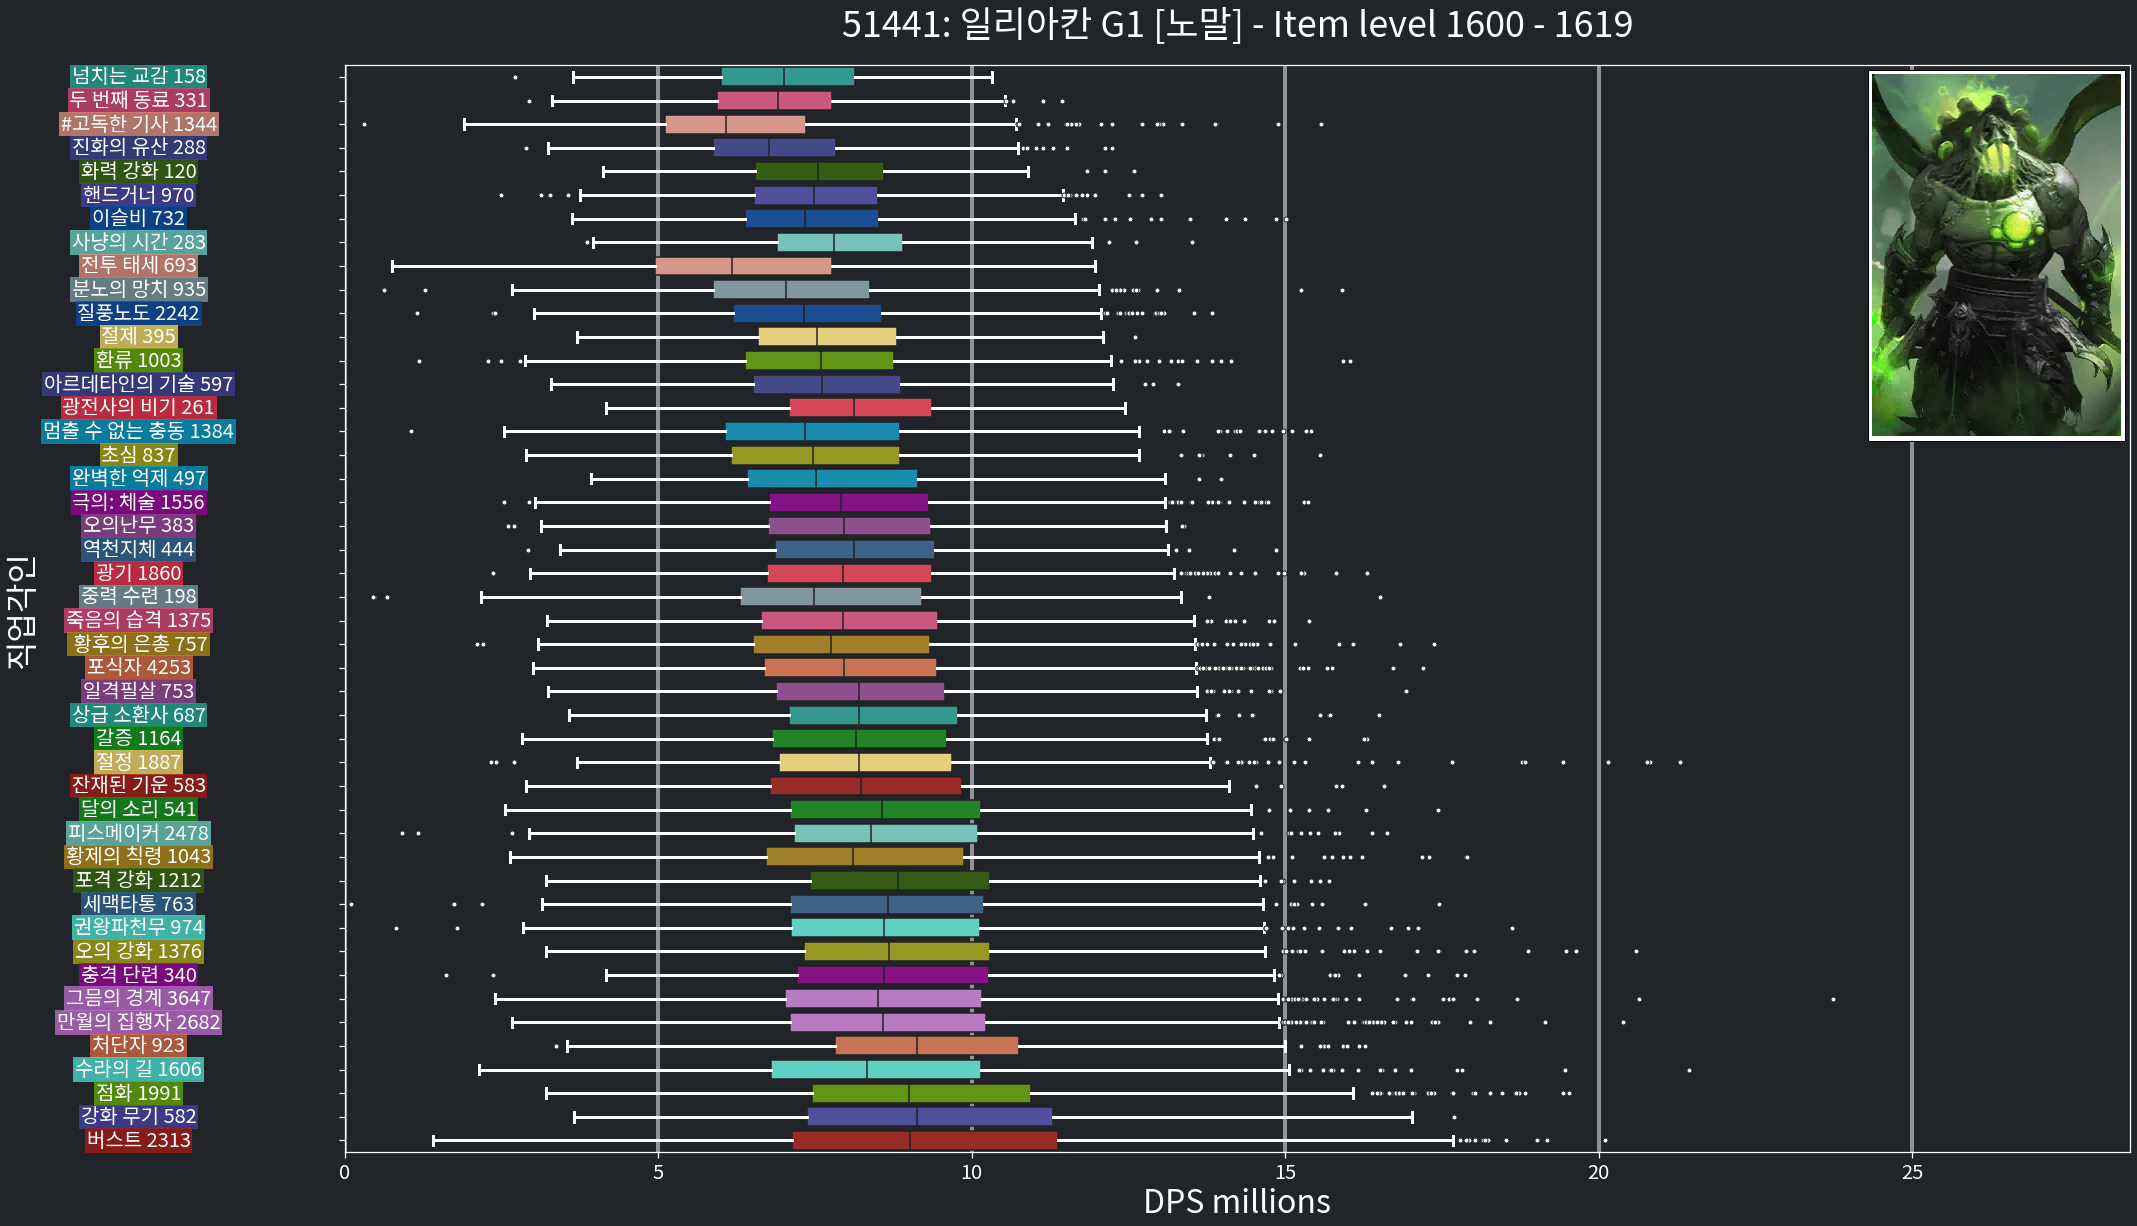 51441: 일리아칸 G1 [노말] - Item level 1600 - 1619
넘치는 교감 158
두 번째 동료 331
#고독한 기사 1344
진화의 유산 288
화력 강화 120
핸드거너 970
이슬비 732
사냥의 시간 283
전투 태세 693
분노의 망치 935
질풍노도 2242
절제 395
환류 1003
아르데타인의 기술 597
광전사의 비기 261
멈출 수 없는 충동 1384
초심 837
완벽한 억제 497
극의: 체술 1556
오의난무 383
역천지체 444
광기 1860
중력 수련 198
죽음의 습격 1375
황후의 은총 757
포식자 4253
일격필살 753
상급 소환사 687
갈증 1164
절정 1887
잔재된 기운 583
달의 소리 541
피스메이커 2478
황제의 칙령 1043
포격 강화 1212
세맥타통 763
권왕파천무 974
오의 강화 1376
충격 단련 340
그믐의 경계 3647
만월의 집행자 2682
처단자 923
수라의 길 1606
점화 1991
강화 무기 582
버스트 2313
직업각인
0 5 10 15 20 25
DPS millions